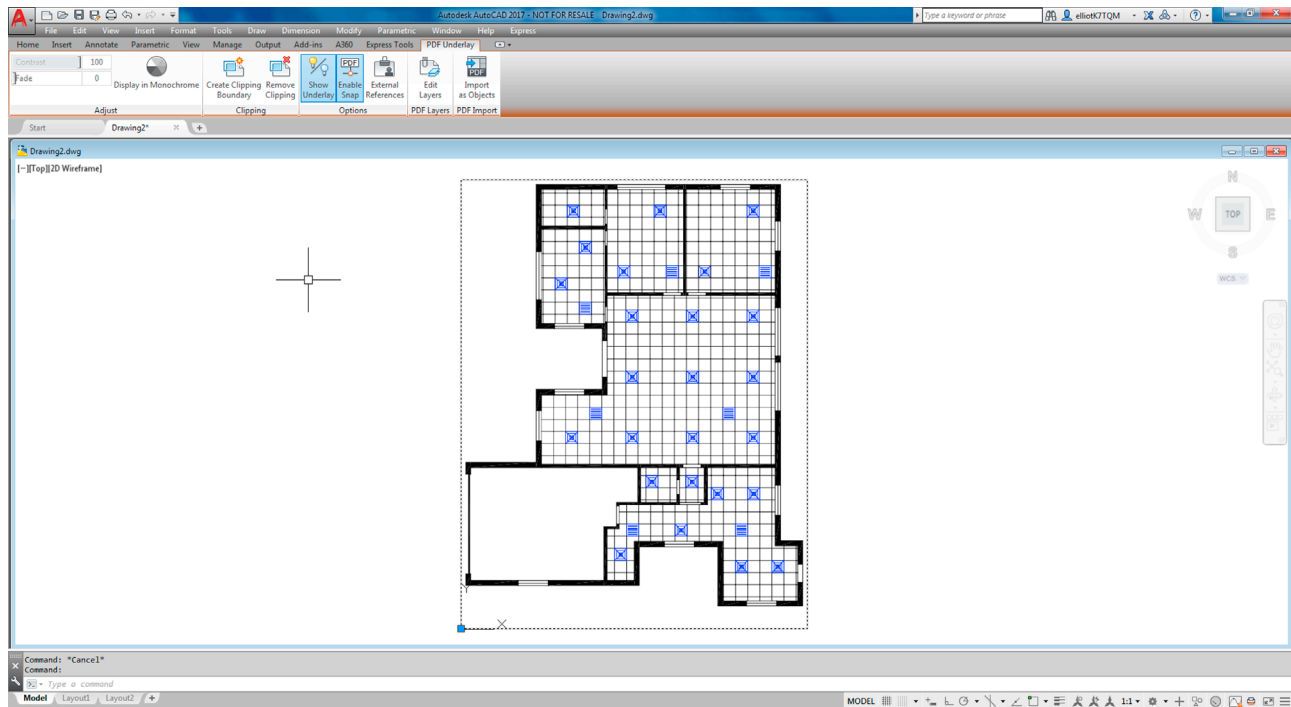 Autodesk AutoCAD 2017 - NOT FOR RESALE Drawing2.dwg
Type a keyword or phrase
elliotK7TQM
File Edit View Insert Format Tools Draw Dimension Modify Parametric Window Help Express
Home Insert Annotate Parametric View Manage Output Add-ins A360 Express Tools PDF Underlay
Contrast 100
Fade 0
Display in Monochrome
Adjust
Create Clipping Boundary
Remove Clipping
Clipping
Show Underlay
PDF
Enable Snap
External References
Options
Edit Layers
PDF Layers
PDF
Import as Objects
PDF Import
Start Drawing2* +
Drawing2.dwg
[−][Top][2D Wireframe]
N
W TOP E
S
WCS
Y
X
Command: *Cancel*
Command:
Type a command
Model Layout1 Layout2 +
MODEL 1:1